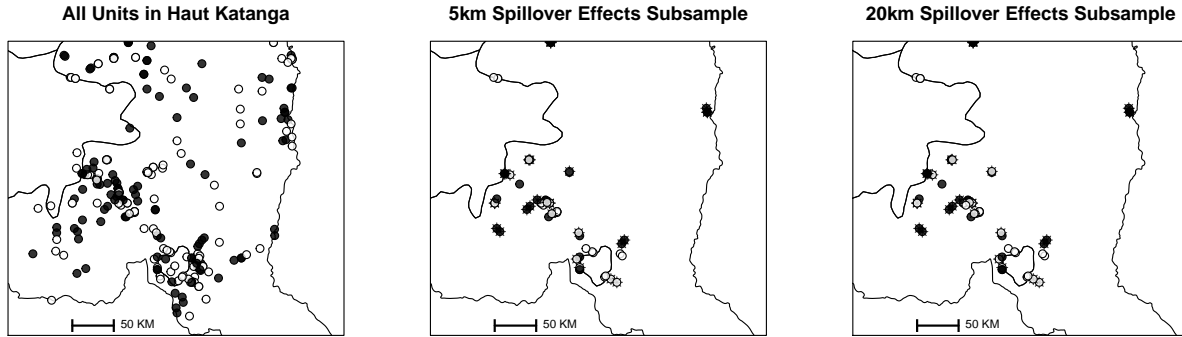 All Units in Haut Katanga
5km Spillover Effects Subsample
20km Spillover Effects Subsample
50 KM
50 KM
50 KM